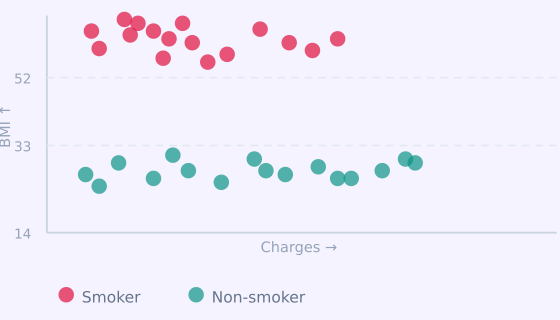 52
33
14
BMI ↑
Charges →
Smoker
Non-smoker